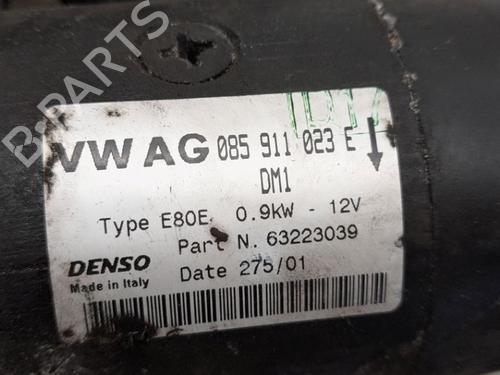 B-PARTS
VW AG 085 911 023 E
DM1
Type E80E. 0.9kW - 12V
Part N. 63223039
DENSO Date 275/01
Made in Italy